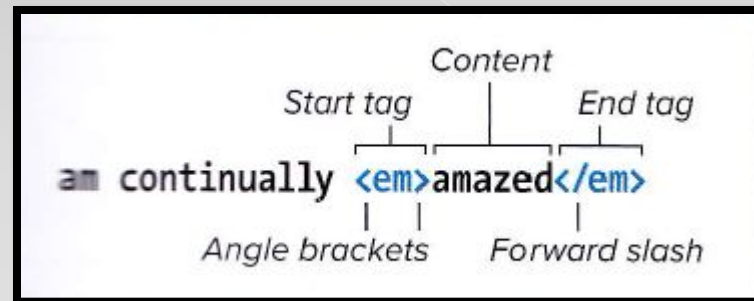 Content
Start tag End tag
am continually <em>amazed</em>
Angle brackets Forward slash